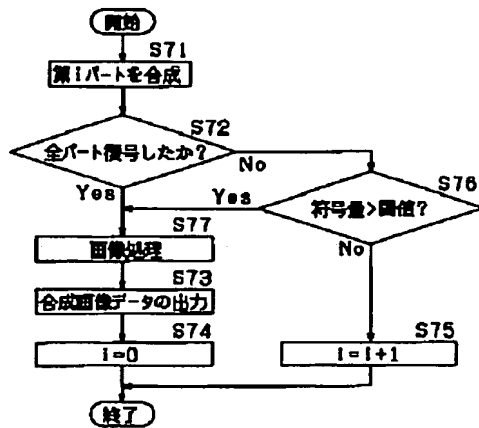 開始
S71
第iパートを合成
S72
全パート復号したか?
No
Yes
S76
符号量>閾値?
Yes
No
S77
画像処理
S73
合成画像データの出力
S74
i=0
S75
i=i+1
終了